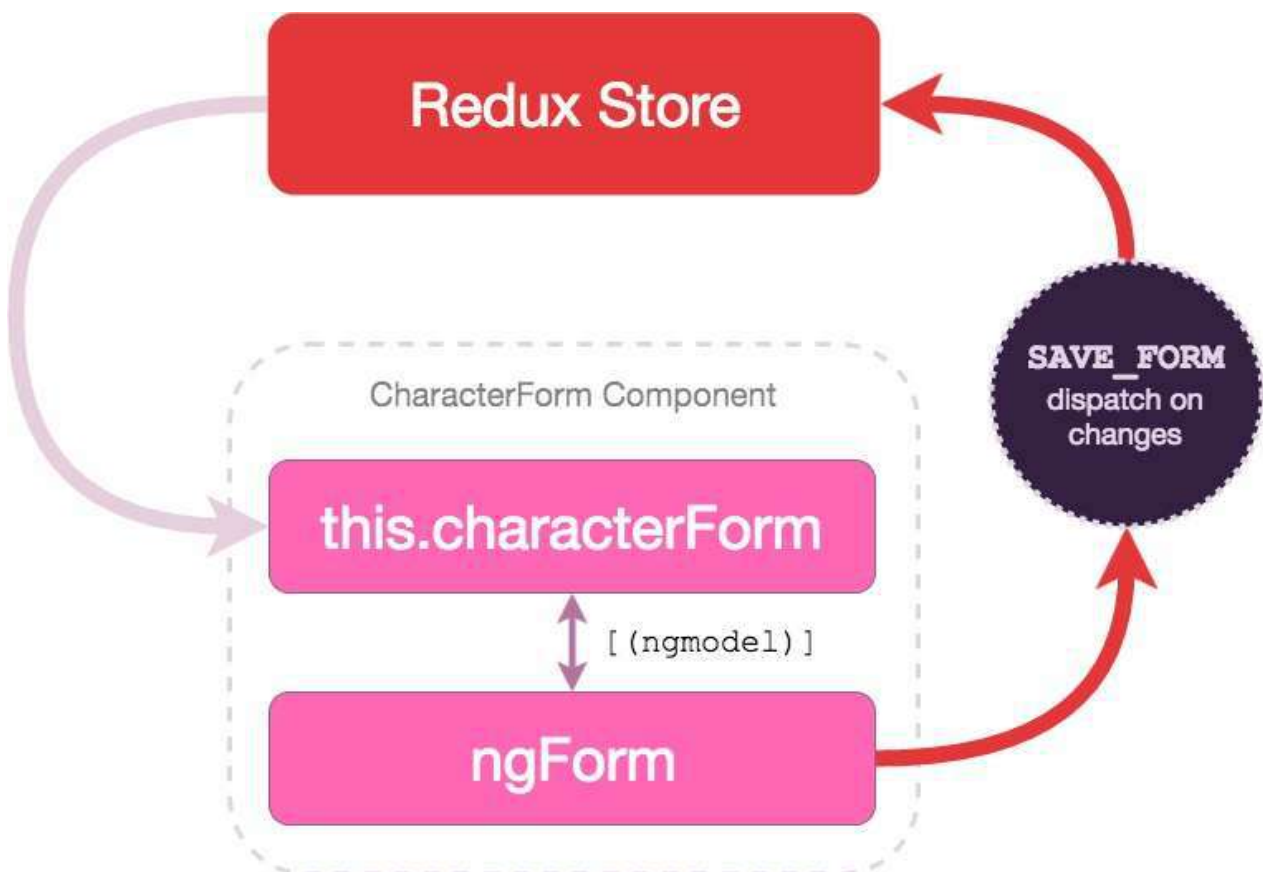 Redux Store
SAVE_FORM
dispatch on
changes
CharacterForm Component
this.characterForm
[(ngmodel)]
ngForm